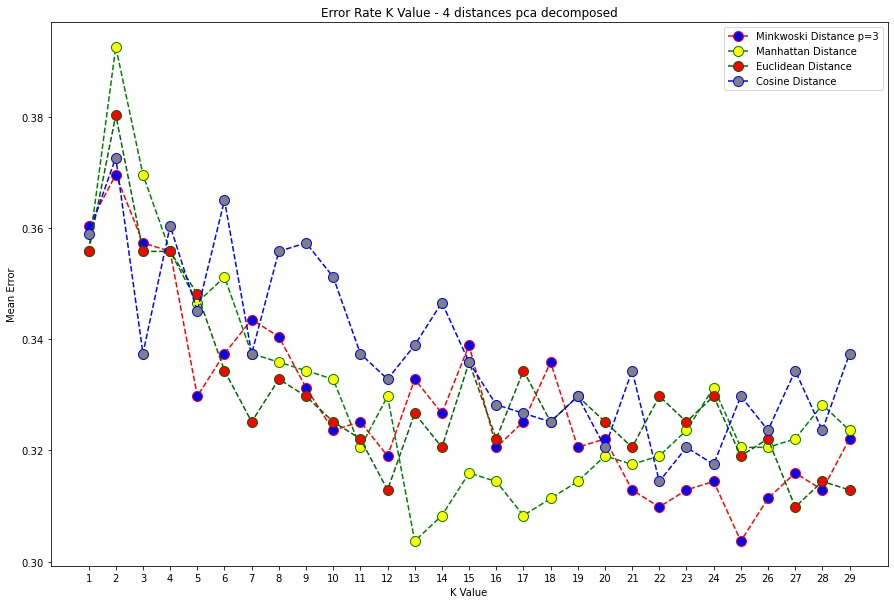 Error Rate K Value - 4 distances pca decomposed
Minkwoski Distance p=3
Manhattan Distance
Euclidean Distance
Cosine Distance
Mean Error
0.38
0.36
0.34
0.32
0.30
1 2 3 4 5 6 7 8 9 10 11 12 13 14 15 16 17 18 19 20 21 22 23 24 25 26 27 28 29
K Value